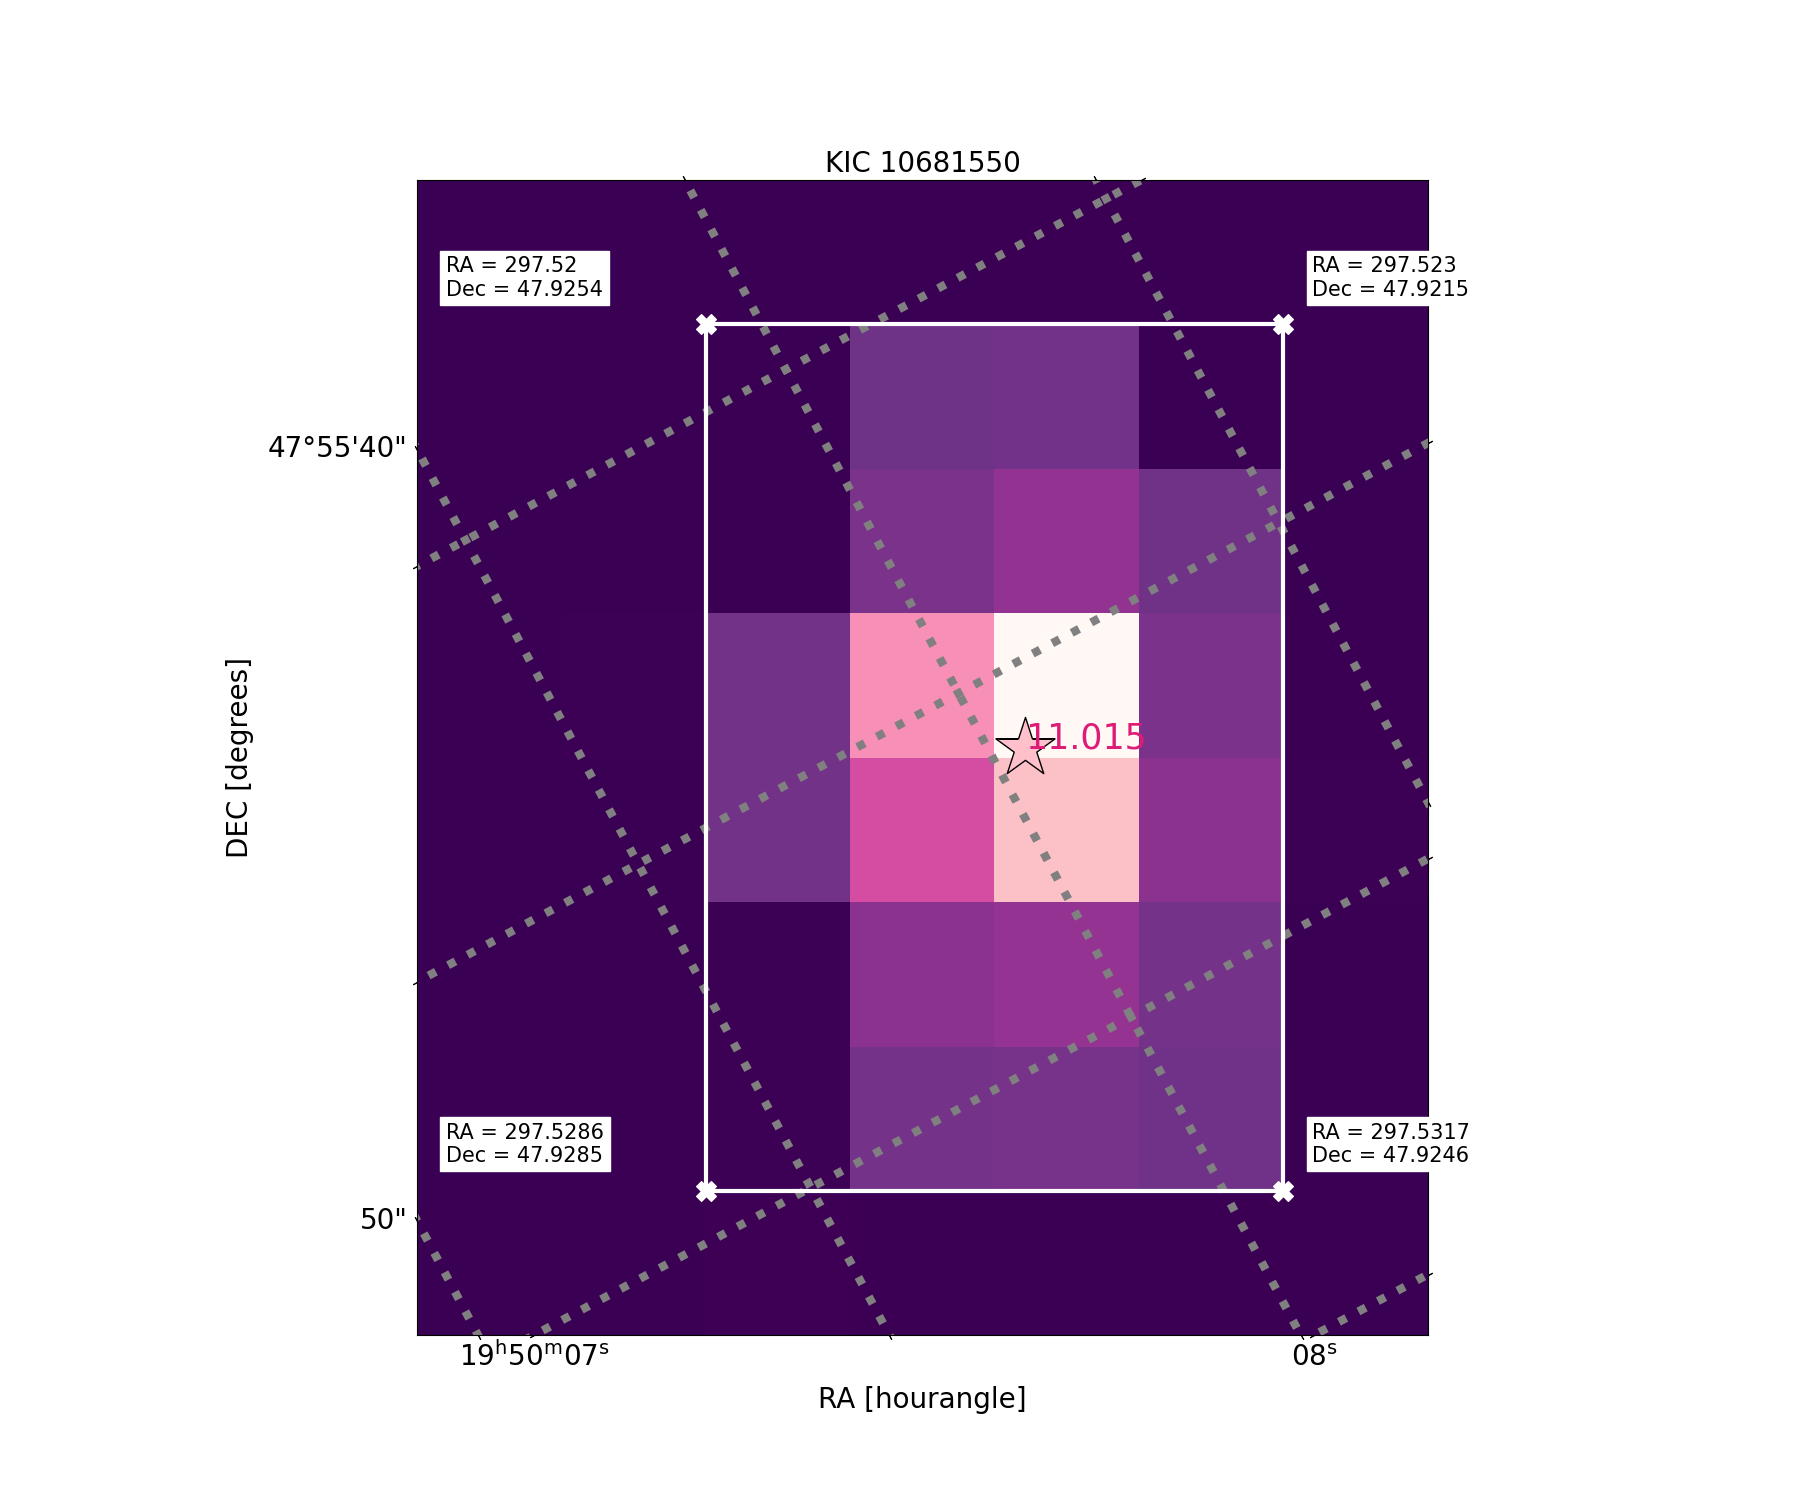 KIC 10681550
RA = 297.52
Dec = 47.9254
RA = 297.523
Dec = 47.9215
47°55'40"
DEC [degrees]
11.015
RA = 297.5286
Dec = 47.9285
RA = 297.5317
Dec = 47.9246
50"
19h50m07s
08s
RA [hourangle]